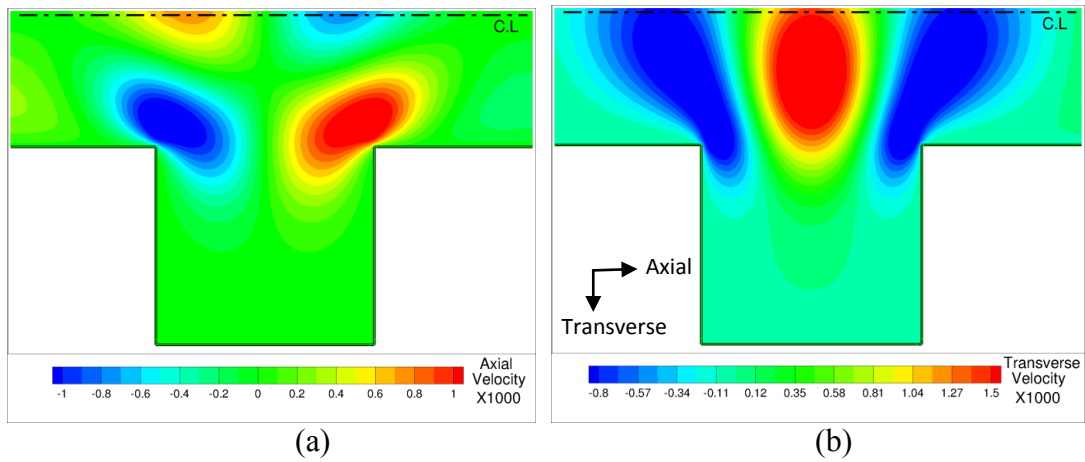 C.L
C.L
Axial
Transverse
Axial
Velocity
X1000
-1 -0.8 -0.6 -0.4 -0.2 0 0.2 0.4 0.6 0.8 1
Transverse
Velocity
X1000
-0.8 -0.57 -0.34 -0.11 0.12 0.35 0.58 0.81 1.04 1.27 1.5
(a)
(b)